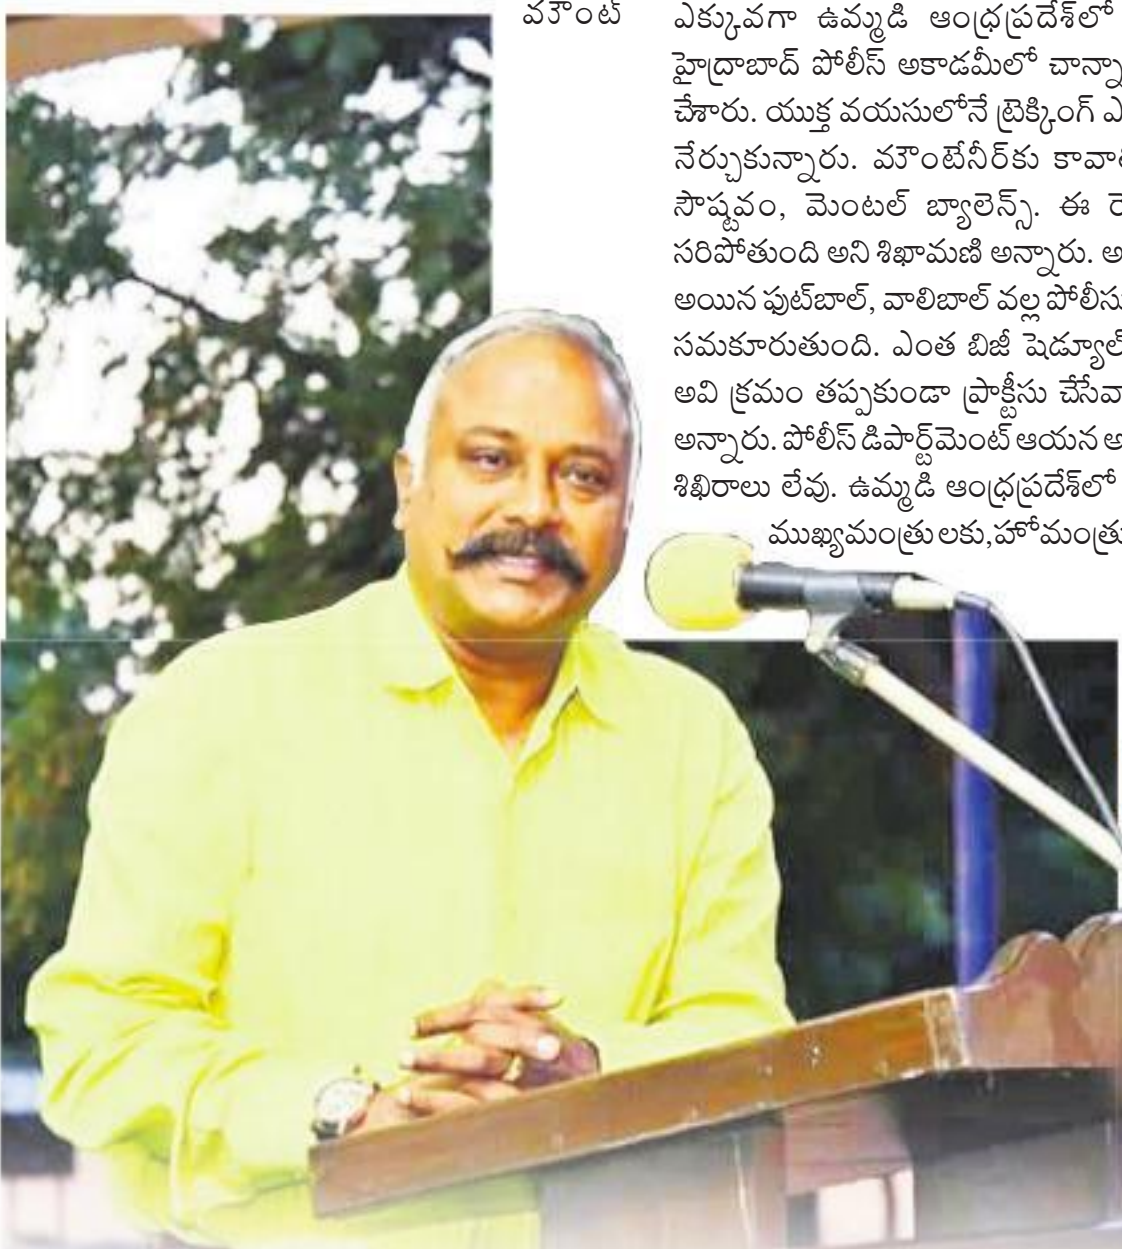 మౌంట్
ఎక్కువగా ఉమ్మడి ఆంధ్రప్రదేశ్‌లో
హైద్రాబాద్ పోలీస్ అకాడమీలో చాన్నా
చేశారు. యుక్త వయసులోనే ట్రెక్కింగ్ ఎ
నేర్చుకున్నారు. మౌంటేనీర్‌కు కావా
సౌష్టవం, మెంటల్ బ్యాలెన్స్. ఈ రె
సరిపోతుంది అని శిఖామణి అన్నారు. అ
అయిన ఫుట్‌బాల్, వాలిబాల్ వల్ల పోలీసు
సమకూరుతుంది. ఎంత బిజీ షెడ్యూల్
అవి క్రమం తప్పకుండా ప్రాక్టీసు చేసేవా
అన్నారు. పోలీస్ డిపార్ట్‌మెంట్ ఆయన అ
శిఖిరాలు లేవు. ఉమ్మడి ఆంధ్రప్రదేశ్‌లో
ముఖ్యమంత్రులకు,హోంమంత్రు